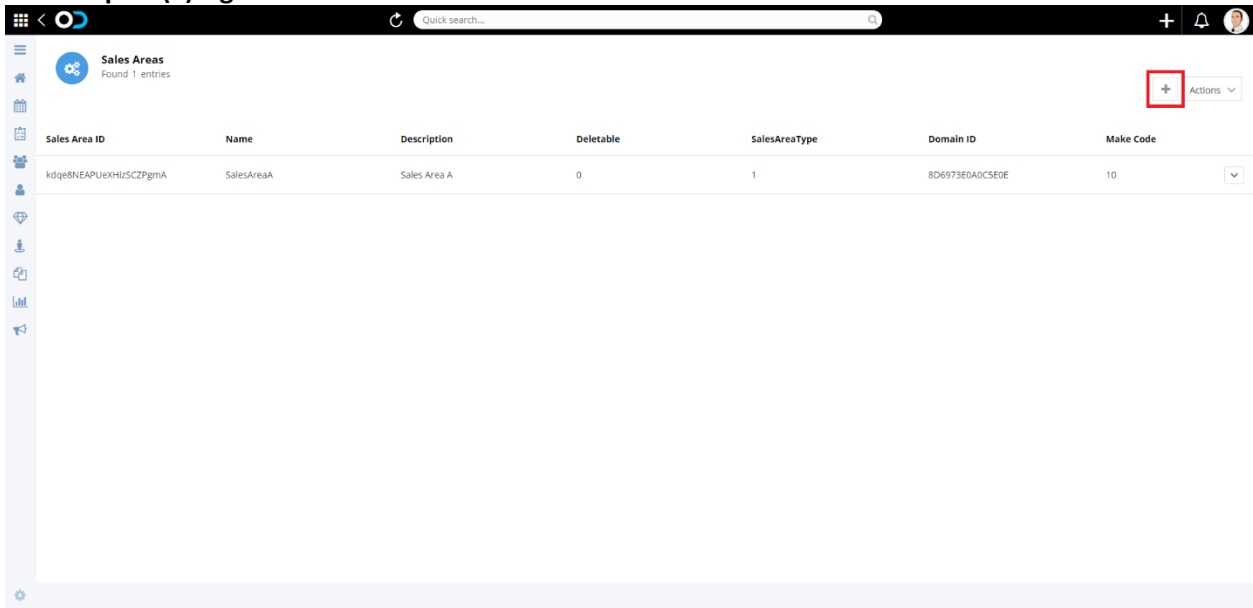 Quick search...
Sales Areas
Found 1 entries
+ Actions
Sales Area ID Name Description Deletable SalesAreaType Domain ID Make Code
kdqe8NEAPUeXHizSCZPgmA SalesAreaA Sales Area A 0 1 8D6973E0A0C5E0E 10